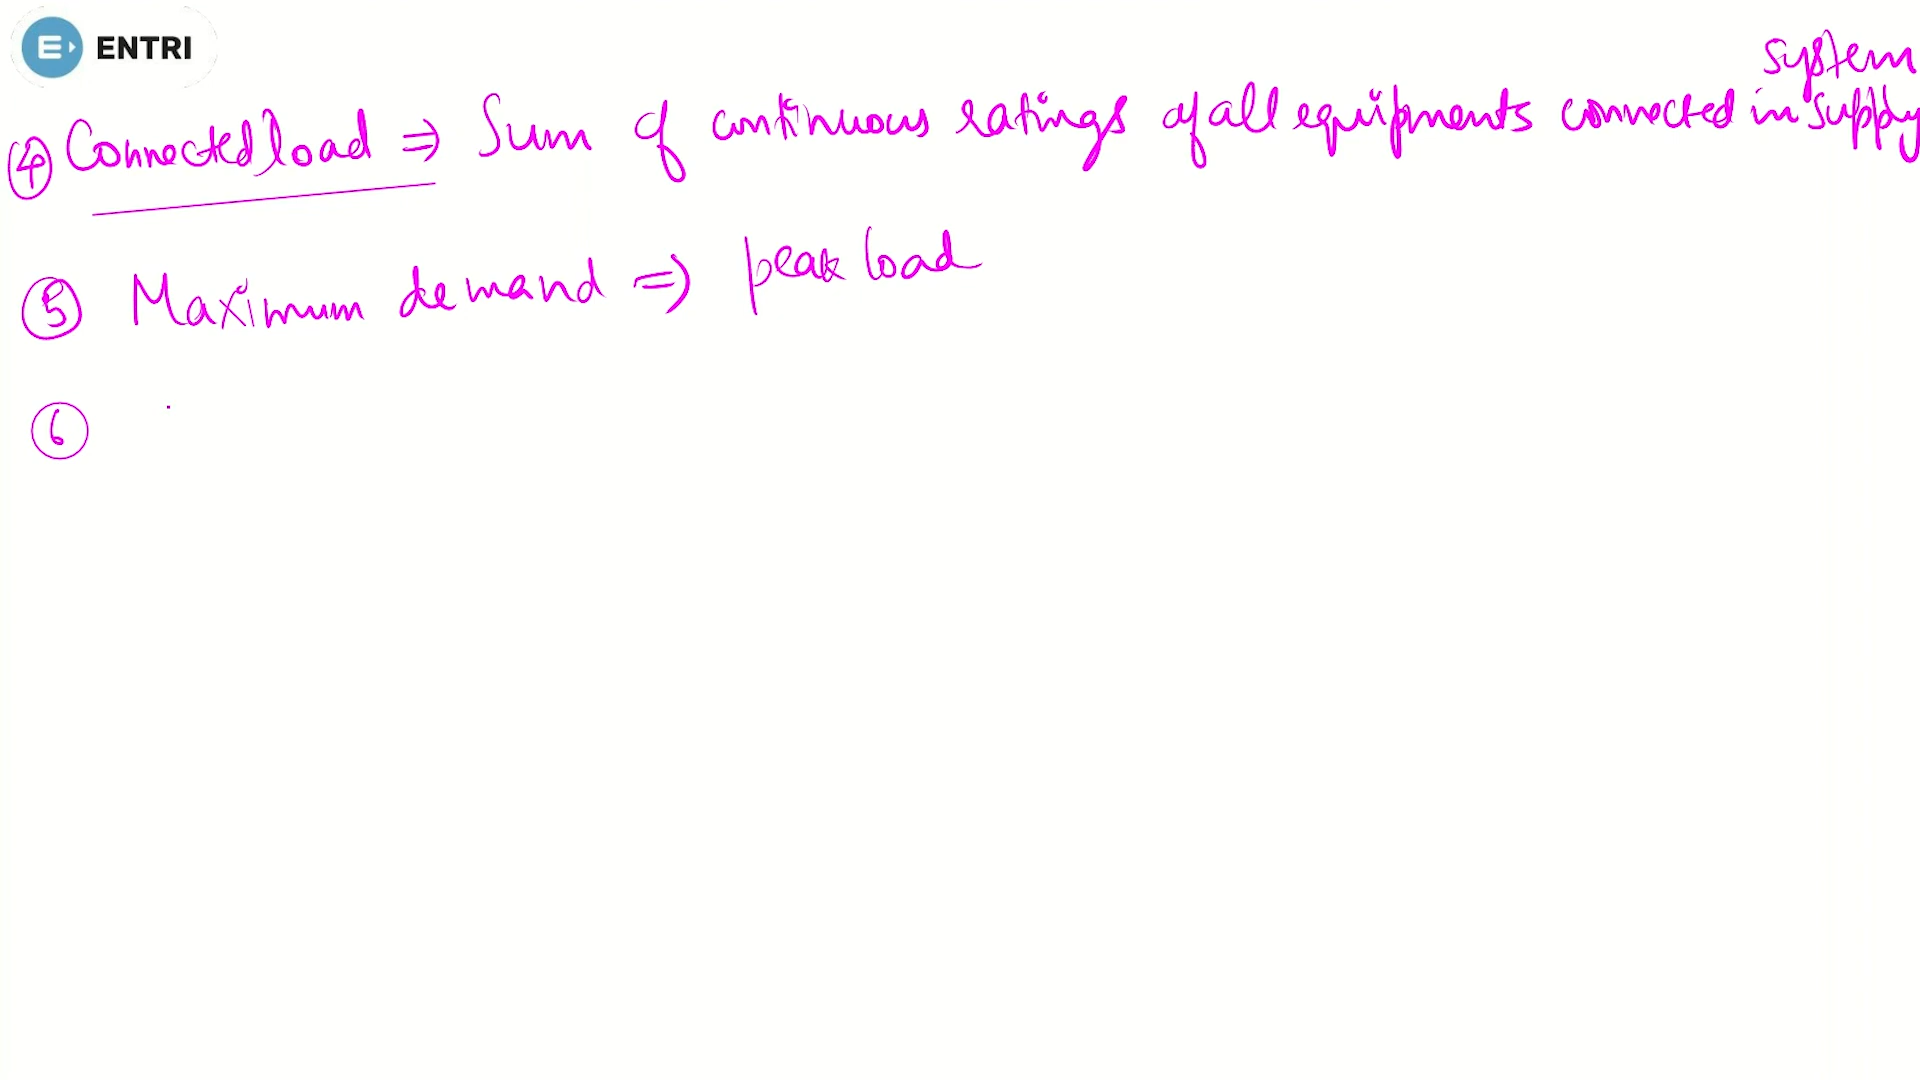 ENTRI
④ Connected load ⇒ Sum of continuous ratings of all equipments connected in supply system
⑤ Maximum demand ⇒ peak load
⑥